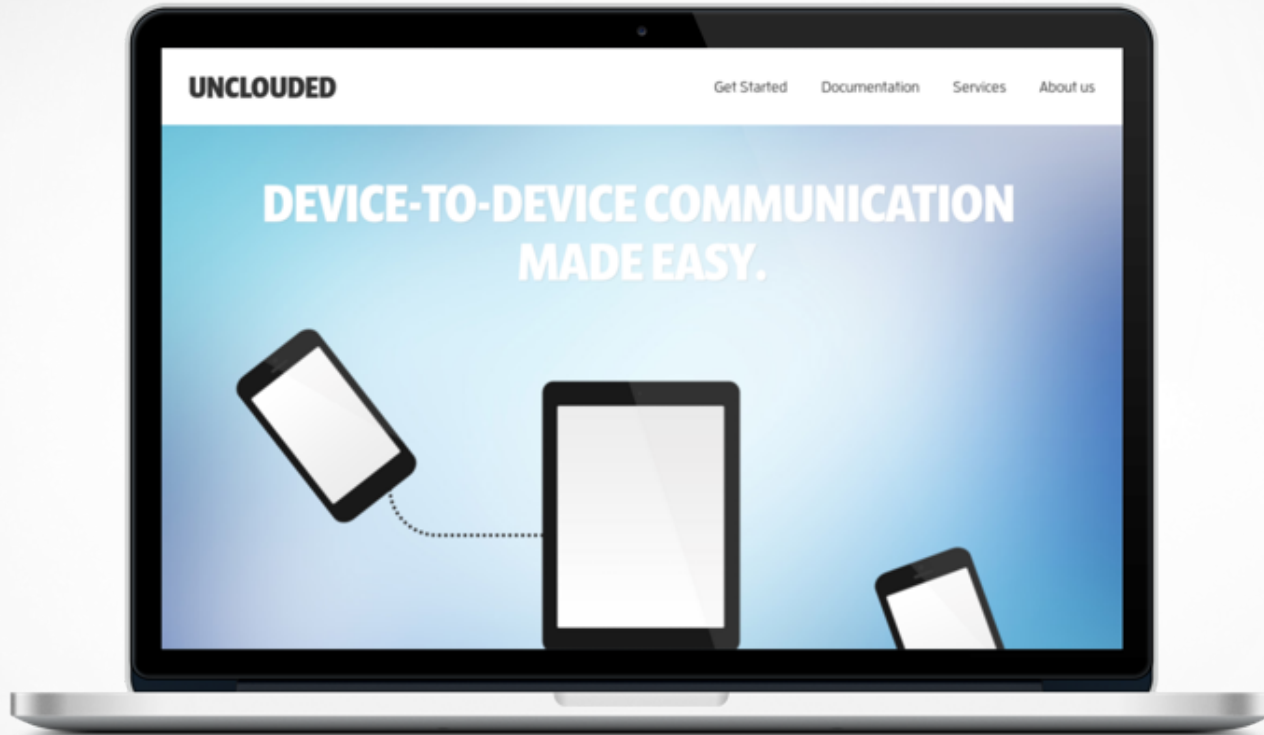 UNCLOUDED
Get Started Documentation Services About us
DEVICE-TO-DEVICE COMMUNICATION
MADE EASY.